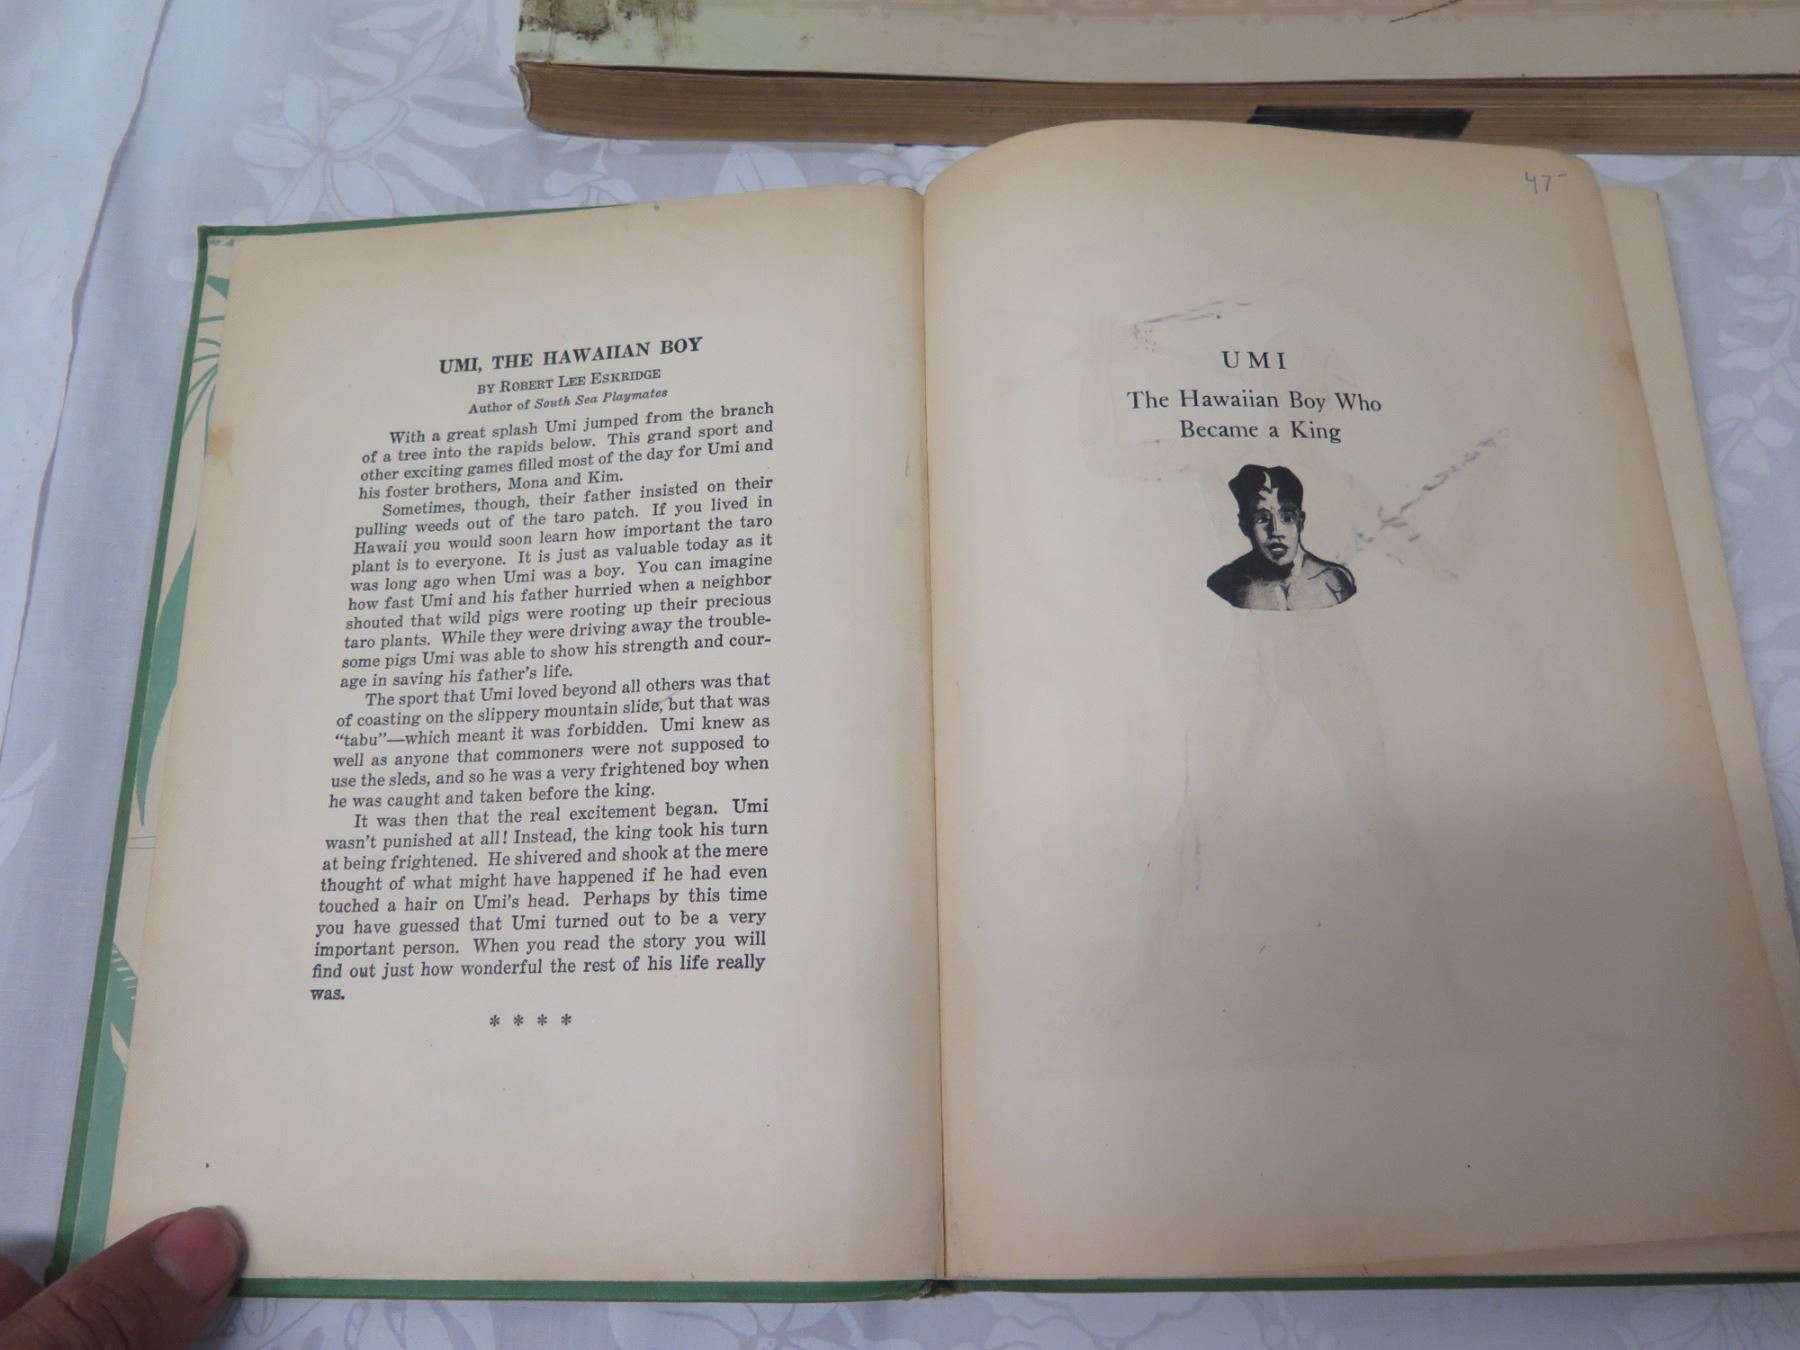 UMI, THE HAWAIIAN BOY
BY ROBERT LEE ESKRIDGE
Author of South Sea Playmates
With a great splash Umi jumped from the branch
of a tree into the rapids below. This grand sport and
other exciting games filled most of the day for Umi and
his foster brothers, Mona and Kim.
Sometimes, though, their father insisted on their
pulling weeds out of the taro patch. If you lived in
Hawaii you would soon learn how important the taro
plant is to everyone. It is just as valuable today as it
was long ago when Umi was a boy. You can imagine
how fast Umi and his father hurried when a neighbor
shouted that wild pigs were rooting up their precious
taro plants. While they were driving away the trouble-
some pigs Umi was able to show his strength and cour-
age in saving his father's life.
The sport that Umi loved beyond all others was that
of coasting on the slippery mountain slide, but that was
"tabu"—which meant it was forbidden. Umi knew as
well as anyone that commoners were not supposed to
use the sleds, and so he was a very frightened boy when
he was caught and taken before the king.
It was then that the real excitement began. Umi
wasn't punished at all! Instead, the king took his turn
at being frightened. He shivered and shook at the mere
thought of what might have happened if he had even
touched a hair on Umi's head. Perhaps by this time
you have guessed that Umi turned out to be a very
important person. When you read the story you will
find out just how wonderful the rest of his life really
was.
* * * *
47-
UMI
The Hawaiian Boy Who
Became a King